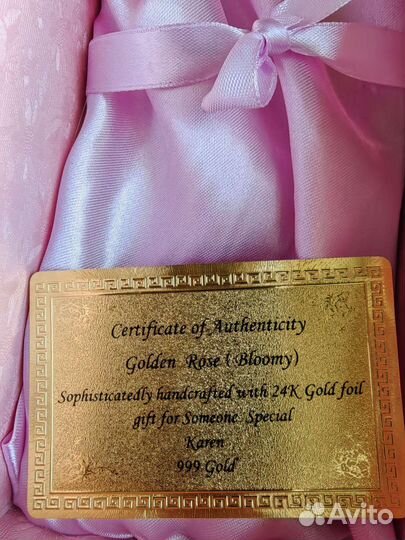 Certificate of Authenticity
Golden Rose ( Bloomy)
Sophisticatedly handcrafted with 24K Gold foil
gift for Someone Special
Karen
999 Gold
Avito